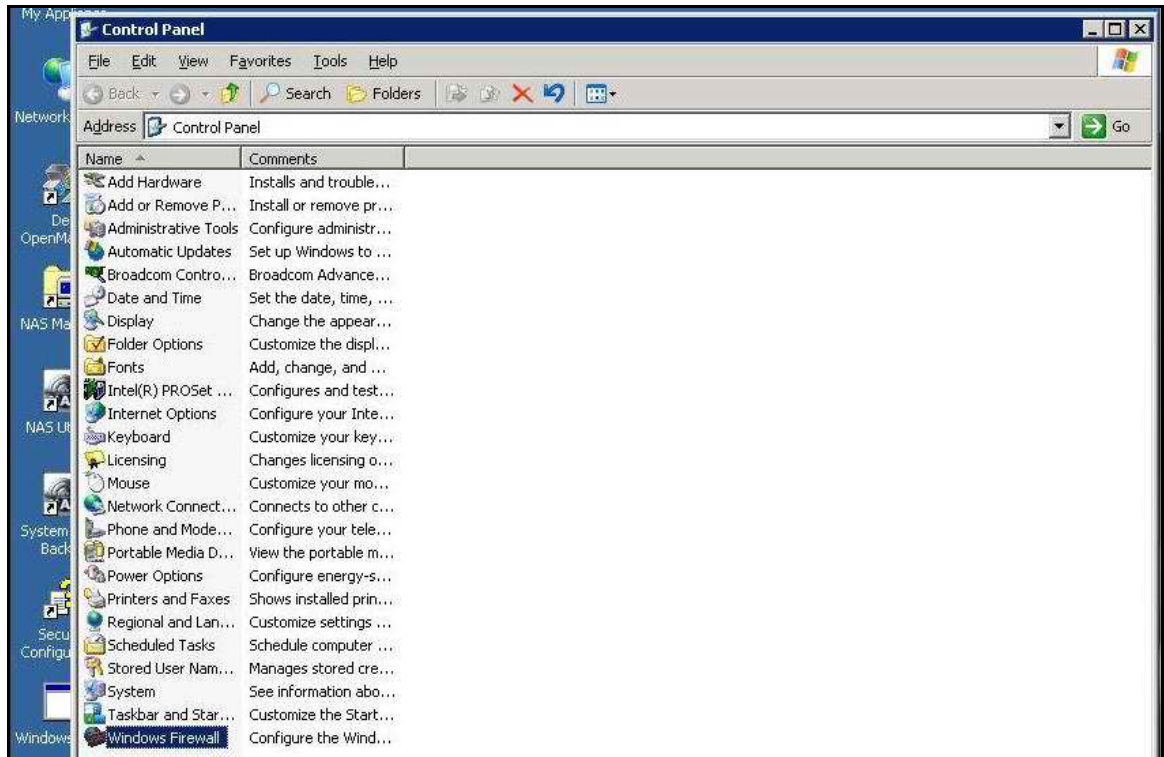 My App
Control Panel
File Edit View Favorites Tools Help
Back Search Folders
Address Control Panel Go
Name Comments
Add Hardware Installs and trouble...
Add or Remove P... Install or remove pr...
Administrative Tools Configure administr...
Automatic Updates Set up Windows to ...
Broadcom Contro... Broadcom Advance...
Date and Time Set the date, time, ...
Display Change the appear...
Folder Options Customize the displ...
Fonts Add, change, and ...
Intel(R) PROSet ... Configures and test...
Internet Options Configure your Inte...
Keyboard Customize your key...
Licensing Changes licensing o...
Mouse Customize your mo...
Network Connect... Connects to other c...
Phone and Mode... Configure your tele...
Portable Media D... View the portable m...
Power Options Configure energy-s...
Printers and Faxes Shows installed prin...
Regional and Lan... Customize settings ...
Scheduled Tasks Schedule computer ...
Stored User Nam... Manages stored cre...
System See information abo...
Taskbar and Star... Customize the Start...
Windows Firewall Configure the Wind...
Network
De
OpenMa
NAS Ma
NAS Ut
System
Back
Secu
Configu
Windows